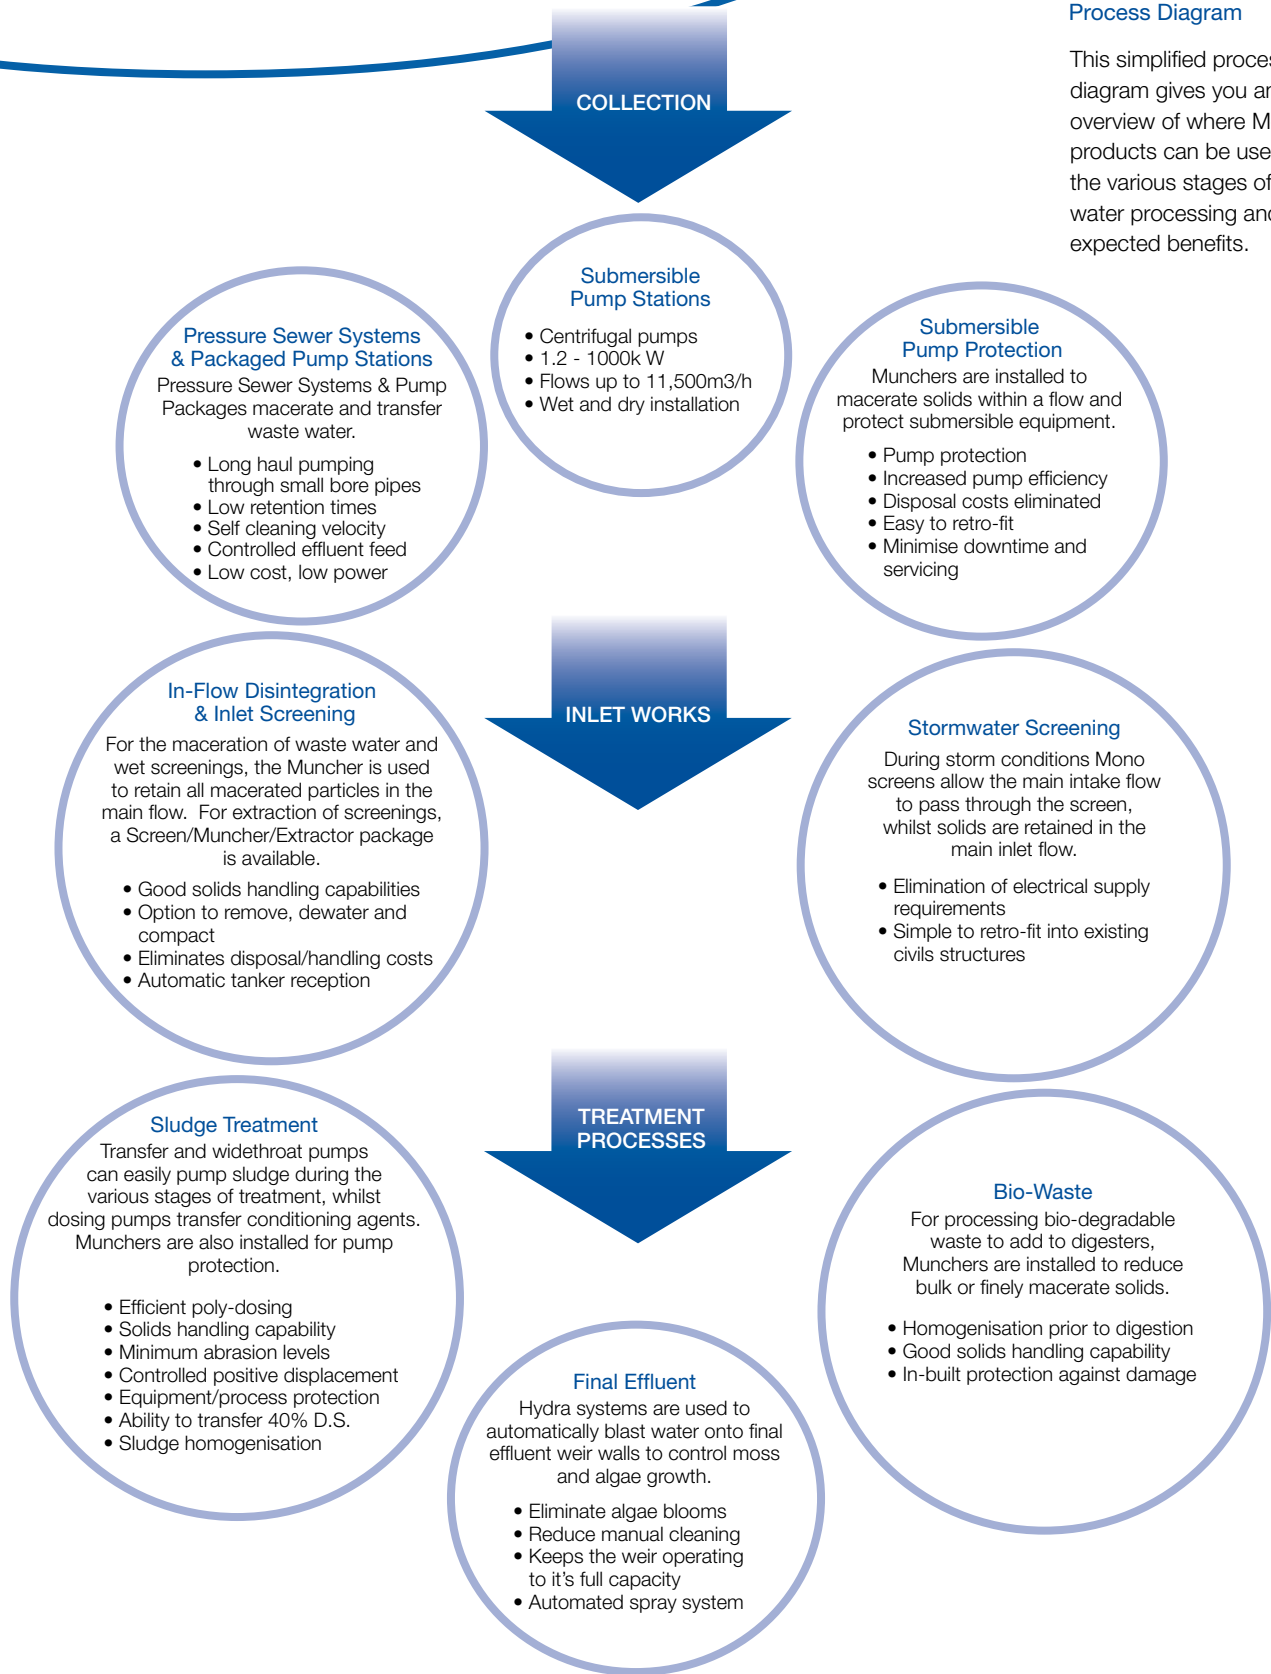 Process Diagram
This simplified
diagram gives you
overview of where
products can be
the various stages of
water processing
expected benefits.
COLLECTION
Submersible
Pump Stations
• Centrifugal pumps
• 1.2 - 1000k W
• Flows up to 11,500m3/h
• Wet and dry installation
Pressure Sewer Systems
& Packaged Pump Stations
Pressure Sewer Systems & Pump
Packages macerate and transfer
waste water.
• Long haul pumping
through small bore pipes
• Low retention times
• Self cleaning velocity
• Controlled effluent feed
• Low cost, low power
Submersible
Pump Protection
Munchers are installed to
macerate solids within a flow and
protect submersible equipment.
• Pump protection
• Increased pump efficiency
• Disposal costs eliminated
• Easy to retro-fit
• Minimise downtime and
servicing
INLET WORKS
In-Flow Disintegration
& Inlet Screening
For the maceration of waste water and
wet screenings, the Muncher is used
to retain all macerated particles in the
main flow. For extraction of screenings,
a Screen/Muncher/Extractor package
is available.
• Good solids handling capabilities
• Option to remove, dewater and
compact
• Eliminates disposal/handling costs
• Automatic tanker reception
Stormwater Screening
During storm conditions Mono
screens allow the main intake flow
to pass through the screen,
whilst solids are retained in the
main inlet flow.
• Elimination of electrical supply
requirements
• Simple to retro-fit into existing
civils structures
TREATMENT
PROCESSES
Sludge Treatment
Transfer and widethroat pumps
can easily pump sludge during the
various stages of treatment, whilst
dosing pumps transfer conditioning agents.
Munchers are also installed for pump
protection.
• Efficient poly-dosing
• Solids handling capability
• Minimum abrasion levels
• Controlled positive displacement
• Equipment/process protection
• Ability to transfer 40% D.S.
• Sludge homogenisation
Bio-Waste
For processing bio-degradable
waste to add to digesters,
Munchers are installed to reduce
bulk or finely macerate solids.
• Homogenisation prior to digestion
• Good solids handling capability
• In-built protection against damage
Final Effluent
Hydra systems are used to
automatically blast water onto final
effluent weir walls to control moss
and algae growth.
• Eliminate algae blooms
• Reduce manual cleaning
• Keeps the weir operating
to it's full capacity
• Automated spray system